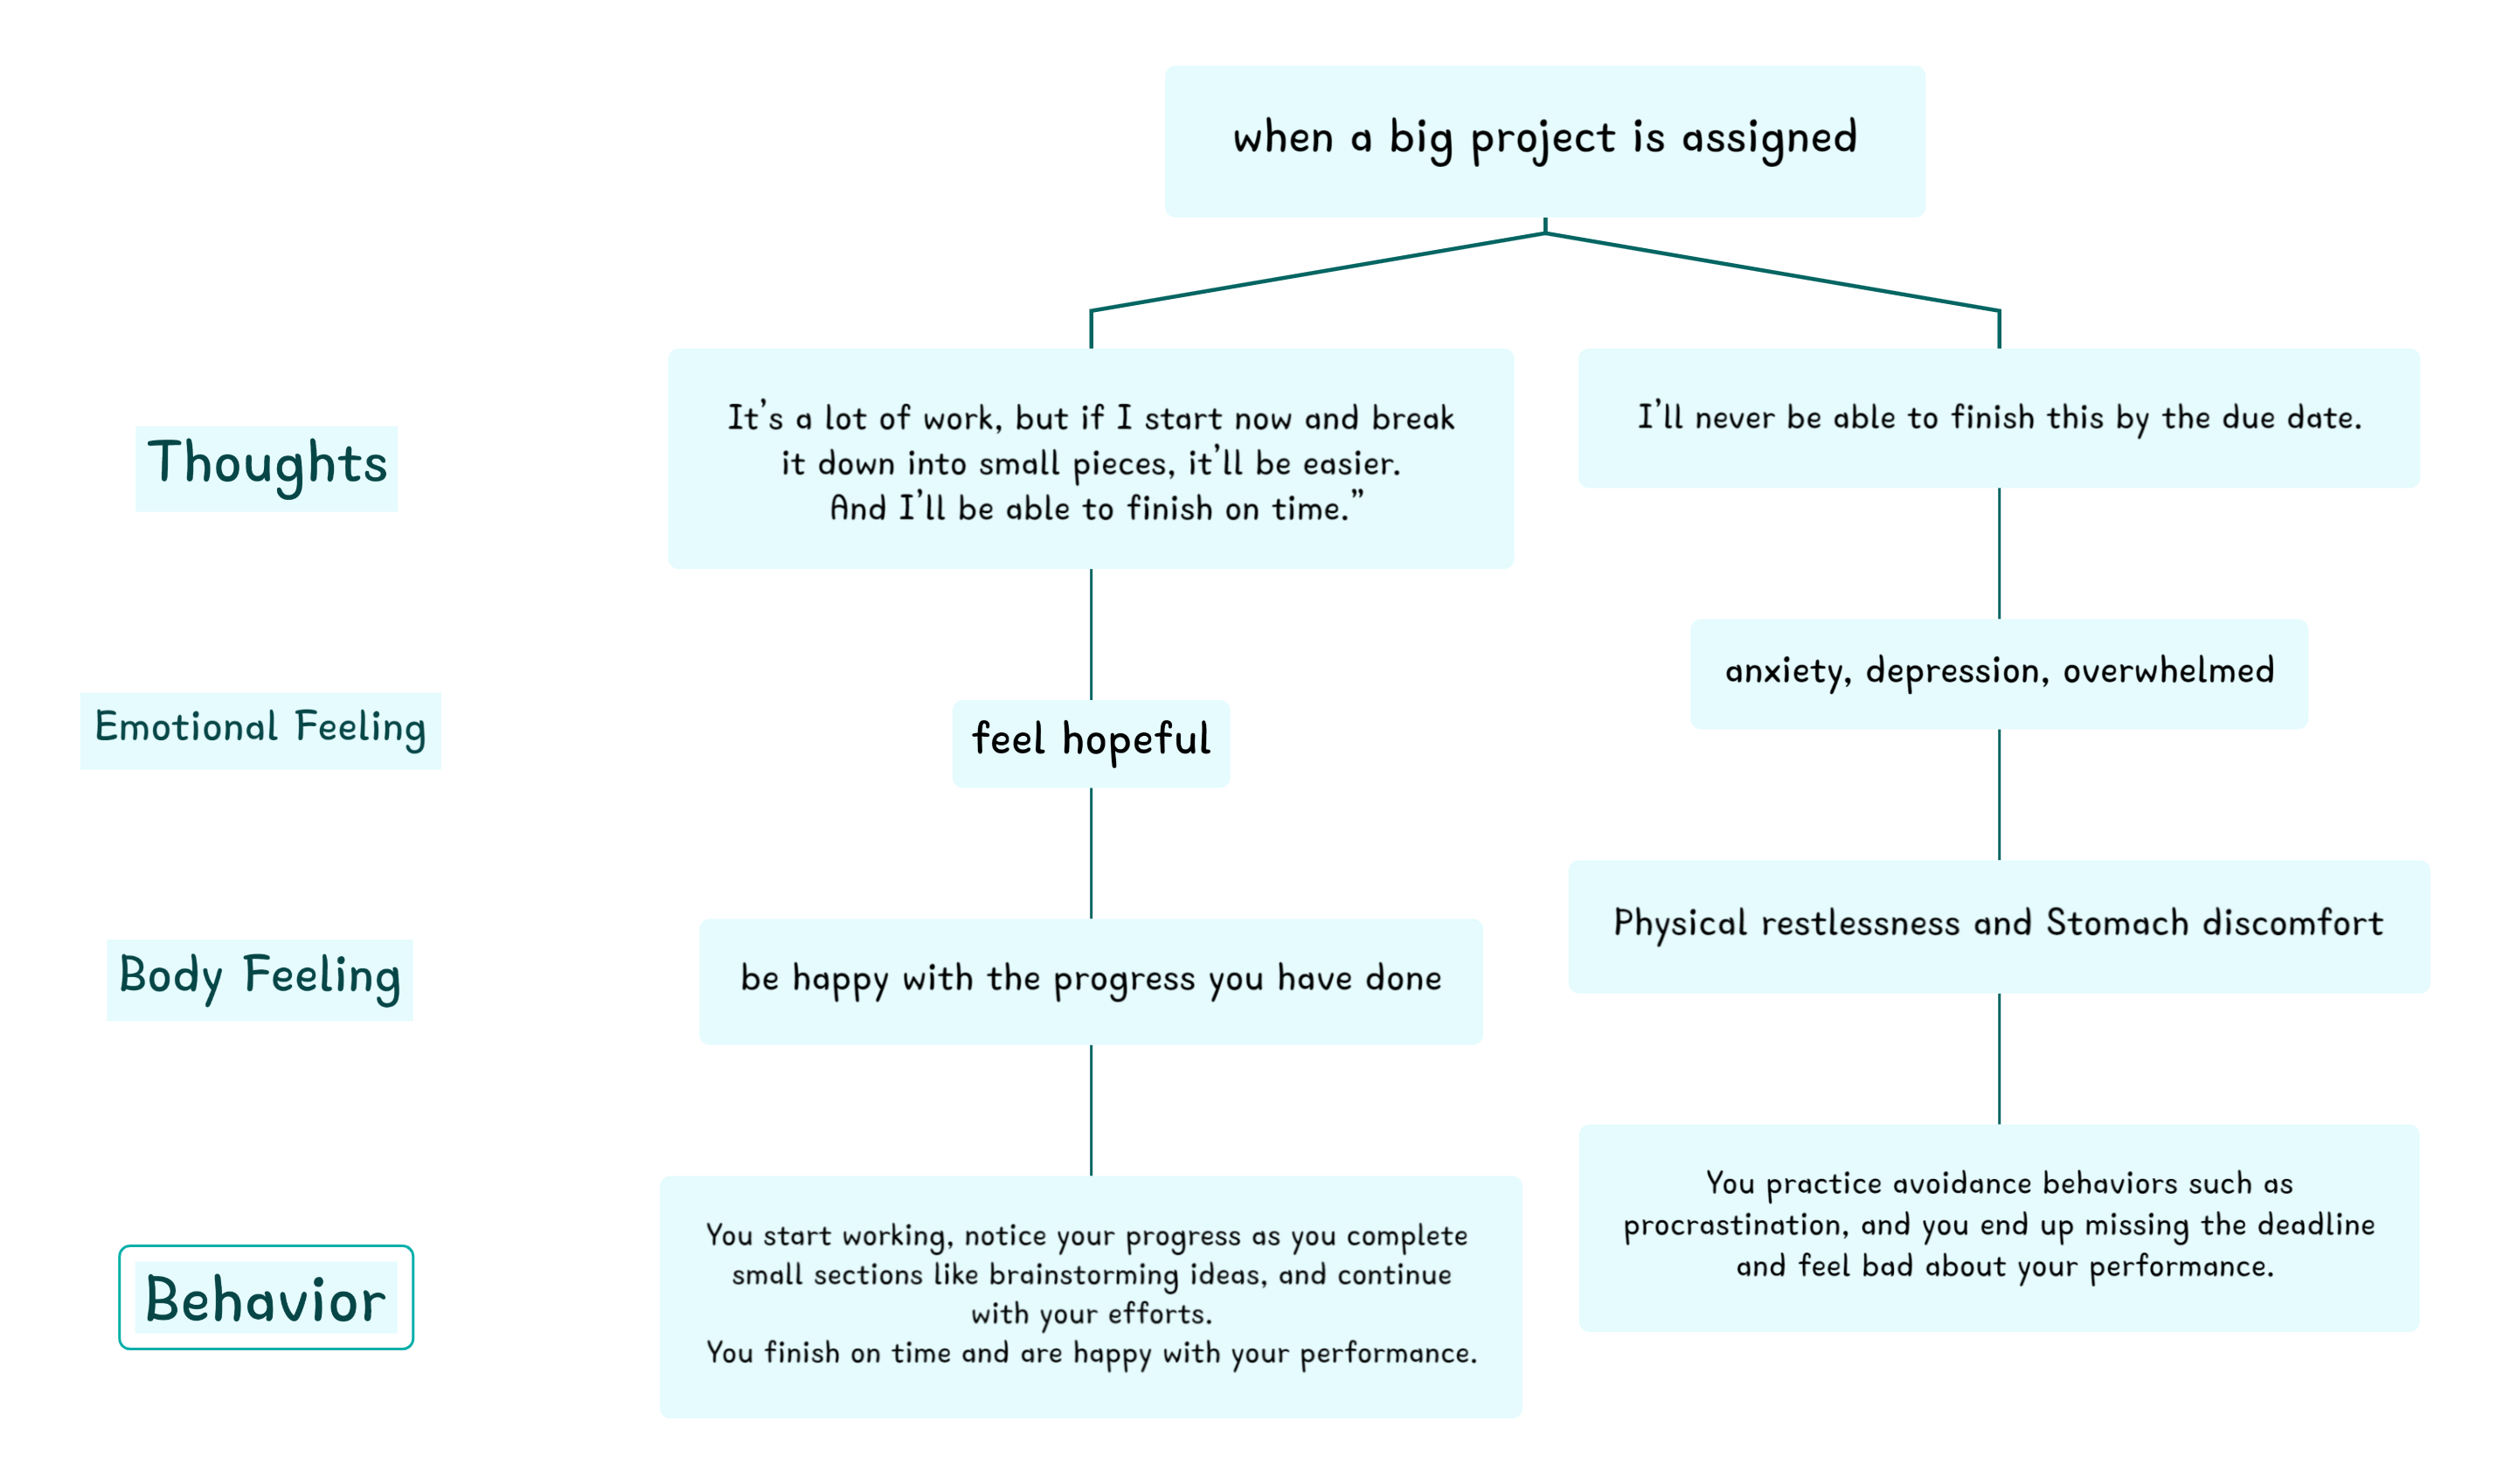 when a big project is assigned
Thoughts
It's a lot of work, but if I start now and break
it down into small pieces, it'll be easier.
And I'll be able to finish on time.”
I'll never be able to finish this by the due date.
Emotional Feeling
feel hopeful
anxiety, depression, overwhelmed
Body Feeling
be happy with the progress you have done
Physical restlessness and Stomach discomfort
Behavior
You start working, notice your progress as you complete
small sections like brainstorming ideas, and continue
with your efforts.
You finish on time and are happy with your performance.
You practice avoidance behaviors such as
procrastination, and you end up missing the deadline
and feel bad about your performance.